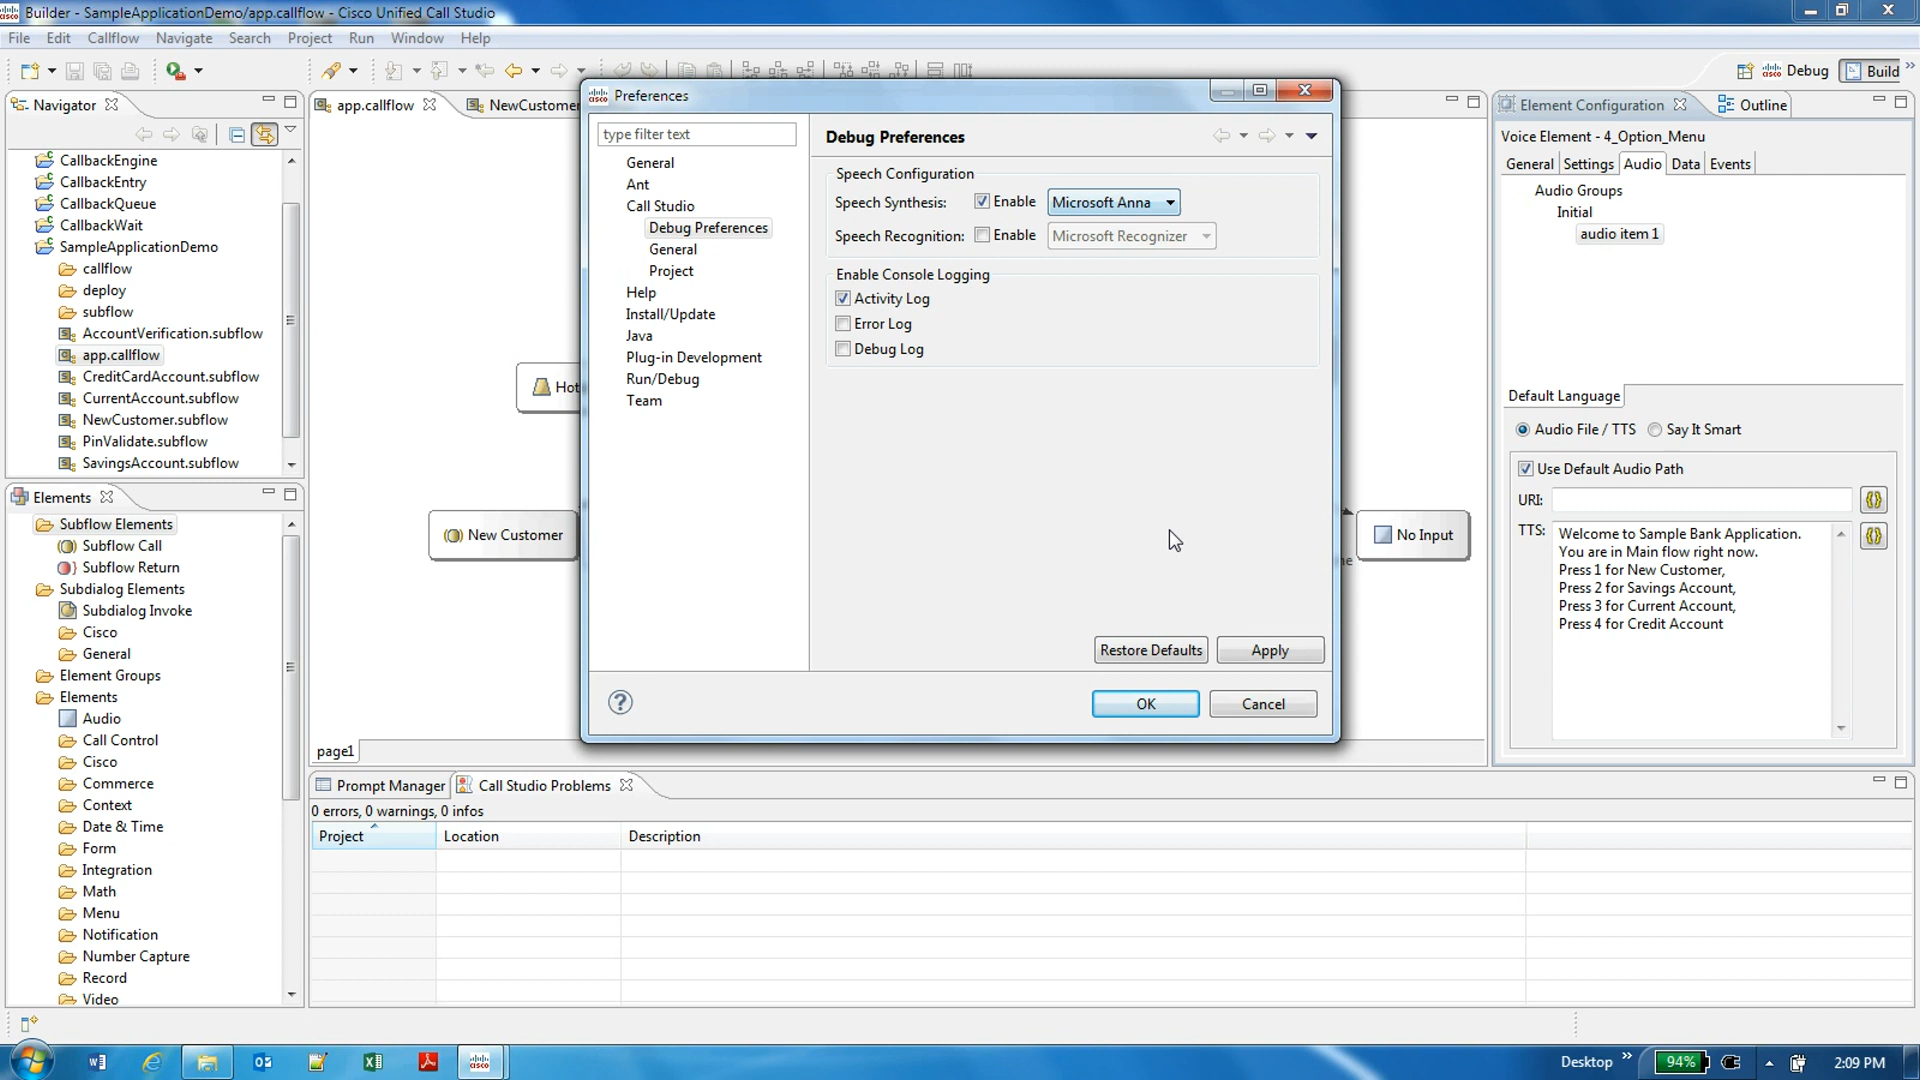 Builder - SampleApplicationDemo/app.callflow - Cisco Unified Call Studio
File Edit Callflow Navigate Search Project Run Window Help
Debug Build
Navigator
app.callflow
NewCustomer
CallbackEngine
CallbackEntry
CallbackQueue
CallbackWait
SampleApplicationDemo
callflow
deploy
subflow
AccountVerification.subflow
app.callflow
CreditCardAccount.subflow
CurrentAccount.subflow
NewCustomer.subflow
PinValidate.subflow
SavingsAccount.subflow
Elements
Subflow Elements
Subflow Call
Subflow Return
Subdialog Elements
Subdialog Invoke
Cisco
General
Element Groups
Elements
Audio
Call Control
Cisco
Commerce
Context
Date & Time
Form
Integration
Math
Menu
Notification
Number Capture
Record
Video
Hot
New Customer
No Input
page1
Preferences
type filter text
General
Ant
Call Studio
Debug Preferences
General
Project
Help
Install/Update
Java
Plug-in Development
Run/Debug
Team
Debug Preferences
Speech Configuration
Speech Synthesis: Enable Microsoft Anna
Speech Recognition: Enable Microsoft Recognizer
Enable Console Logging
Activity Log
Error Log
Debug Log
Restore Defaults Apply
OK Cancel
Element Configuration Outline
Voice Element - 4_Option_Menu
General Settings Audio Data Events
Audio Groups
Initial
audio item 1
Default Language
Audio File / TTS Say It Smart
Use Default Audio Path
URI:
TTS:
Welcome to Sample Bank Application.
You are in Main flow right now.
Press 1 for New Customer,
Press 2 for Savings Account,
Press 3 for Current Account,
Press 4 for Credit Account
Prompt Manager Call Studio Problems
0 errors, 0 warnings, 0 infos
Project Location Description
Desktop 94% 2:09 PM